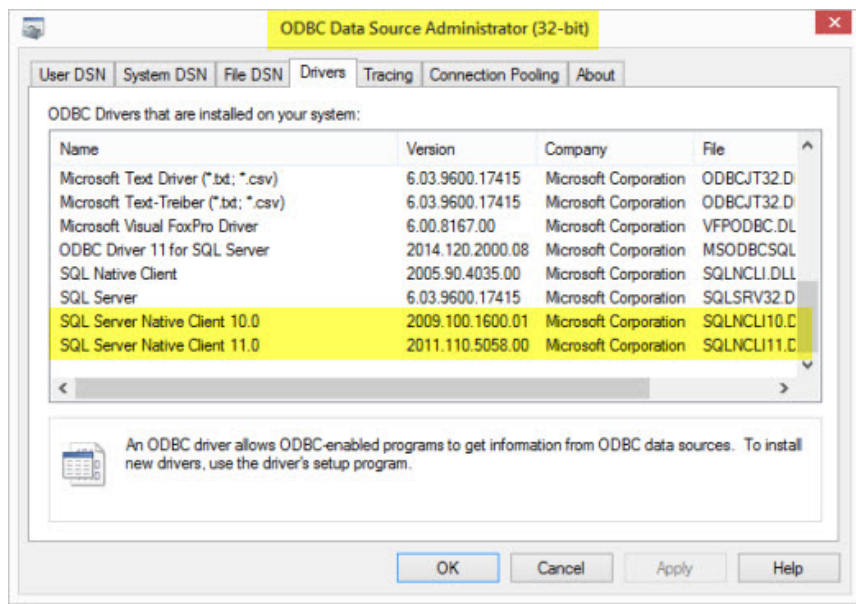 ODBC Data Source Administrator (32-bit)
User DSN System DSN File DSN Drivers Tracing Connection Pooling About
ODBC Drivers that are installed on your system:
Name Version Company File
Microsoft Text Driver (*.txt; *.csv) 6.03.9600.17415 Microsoft Corporation ODBCJT32.D
Microsoft Text-Treiber (*.txt; *.csv) 6.03.9600.17415 Microsoft Corporation ODBCJT32.D
Microsoft Visual FoxPro Driver 6.00.8167.00 Microsoft Corporation VFPODBC.DL
ODBC Driver 11 for SQL Server 2014.120.2000.08 Microsoft Corporation MSODBCSQL
SQL Native Client 2005.90.4035.00 Microsoft Corporation SQLNCLI.DLL
SQL Server 6.03.9600.17415 Microsoft Corporation SQLSRV32.D
SQL Server Native Client 10.0 2009.100.1600.01 Microsoft Corporation SQLNCLI10.D
SQL Server Native Client 11.0 2011.110.5058.00 Microsoft Corporation SQLNCLI11.D
An ODBC driver allows ODBC-enabled programs to get information from ODBC data sources. To install
new drivers, use the driver's setup program.
OK Cancel Apply Help